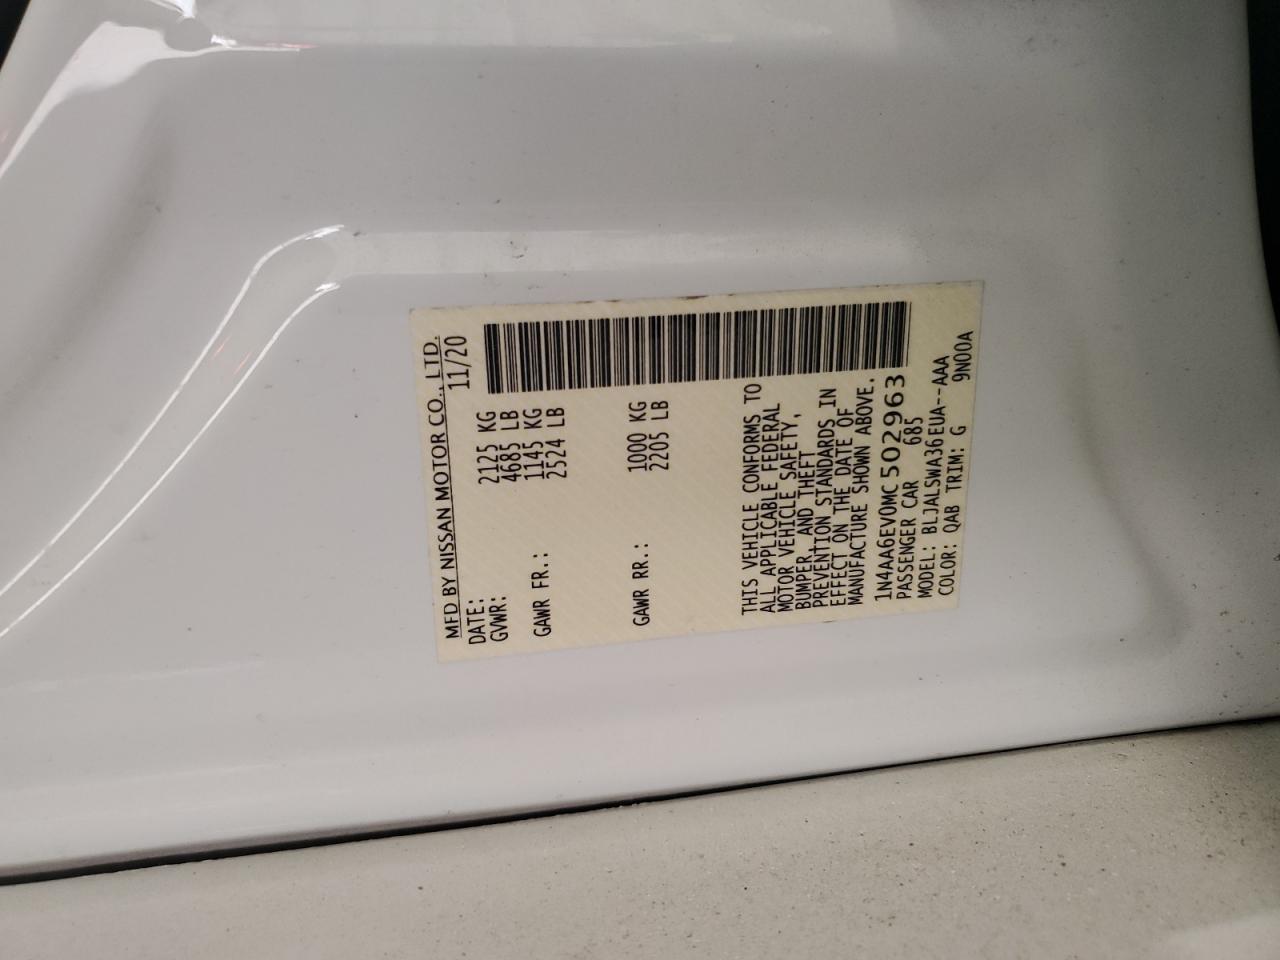 MFD BY NISSAN MOTOR CO., LTD.
DATE: 11/20
GVWR: 2125 KG
4685 LB
GAWR FR.: 1145 KG
2524 LB
GAWR RR.: 1000 KG
2205 LB
THIS VEHICLE CONFORMS TO
ALL APPLICABLE FEDERAL
MOTOR VEHICLE SAFETY,
BUMPER, AND THEFT
PREVENTION STANDARDS IN
EFFECT ON THE DATE OF
MANUFACTURE SHOWN ABOVE.
1N4AA6EV0MC502963
PASSENGER CAR 685
MODEL: BLJALSWA36EUA--AAA
COLOR: QAB TRIM: G 9N00A